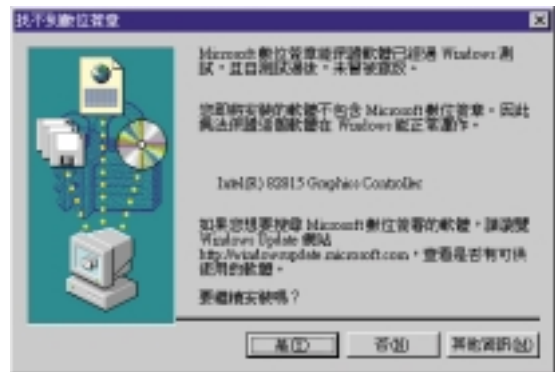 找不到數位簽章
Microsoft 數位簽章能保證軟體已經過 Windows 測
試，並自測試過後，未曾被竄改。
您即將安裝的軟體不包含 Microsoft 數位簽章。因此
無法保證這個軟體在 Windows 能正常運作。
Intel(R) 82815 Graphics Controller
如果您想要搜尋 Microsoft 數位簽署的軟體，請瀏覽
Windows Update 網站
http://windowsupdate.microsoft.com，查看是否有可供
使用的軟體。
要繼續安裝嗎？
是(Y)
否(N)
其他資訊(M)